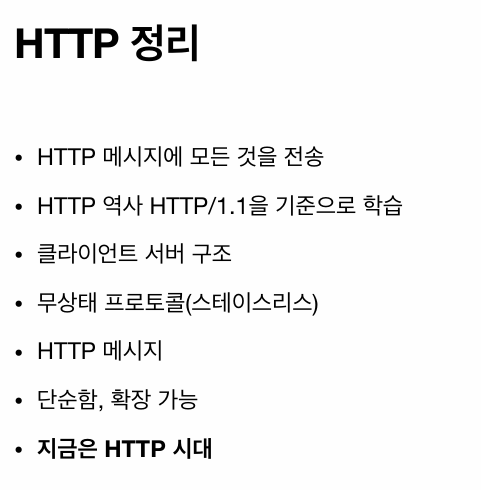 HTTP 정리
• HTTP 메시지에 모든 것을 전송
• HTTP 역사 HTTP/1.1을 기준으로 학습
• 클라이언트 서버 구조
• 무상태 프로토콜(스테이스리스)
• HTTP 메시지
• 단순함, 확장 가능
• 지금은 HTTP 시대